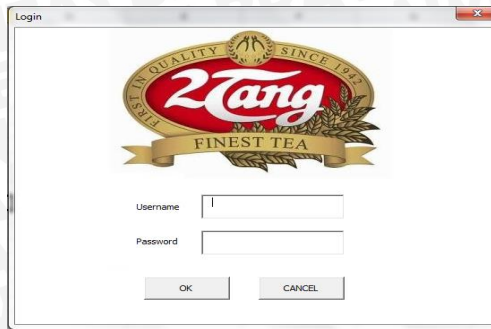 Login
FIRST IN QUALITY SINCE 1942
2Tang
FINEST TEA
Username
Password
OK CANCEL